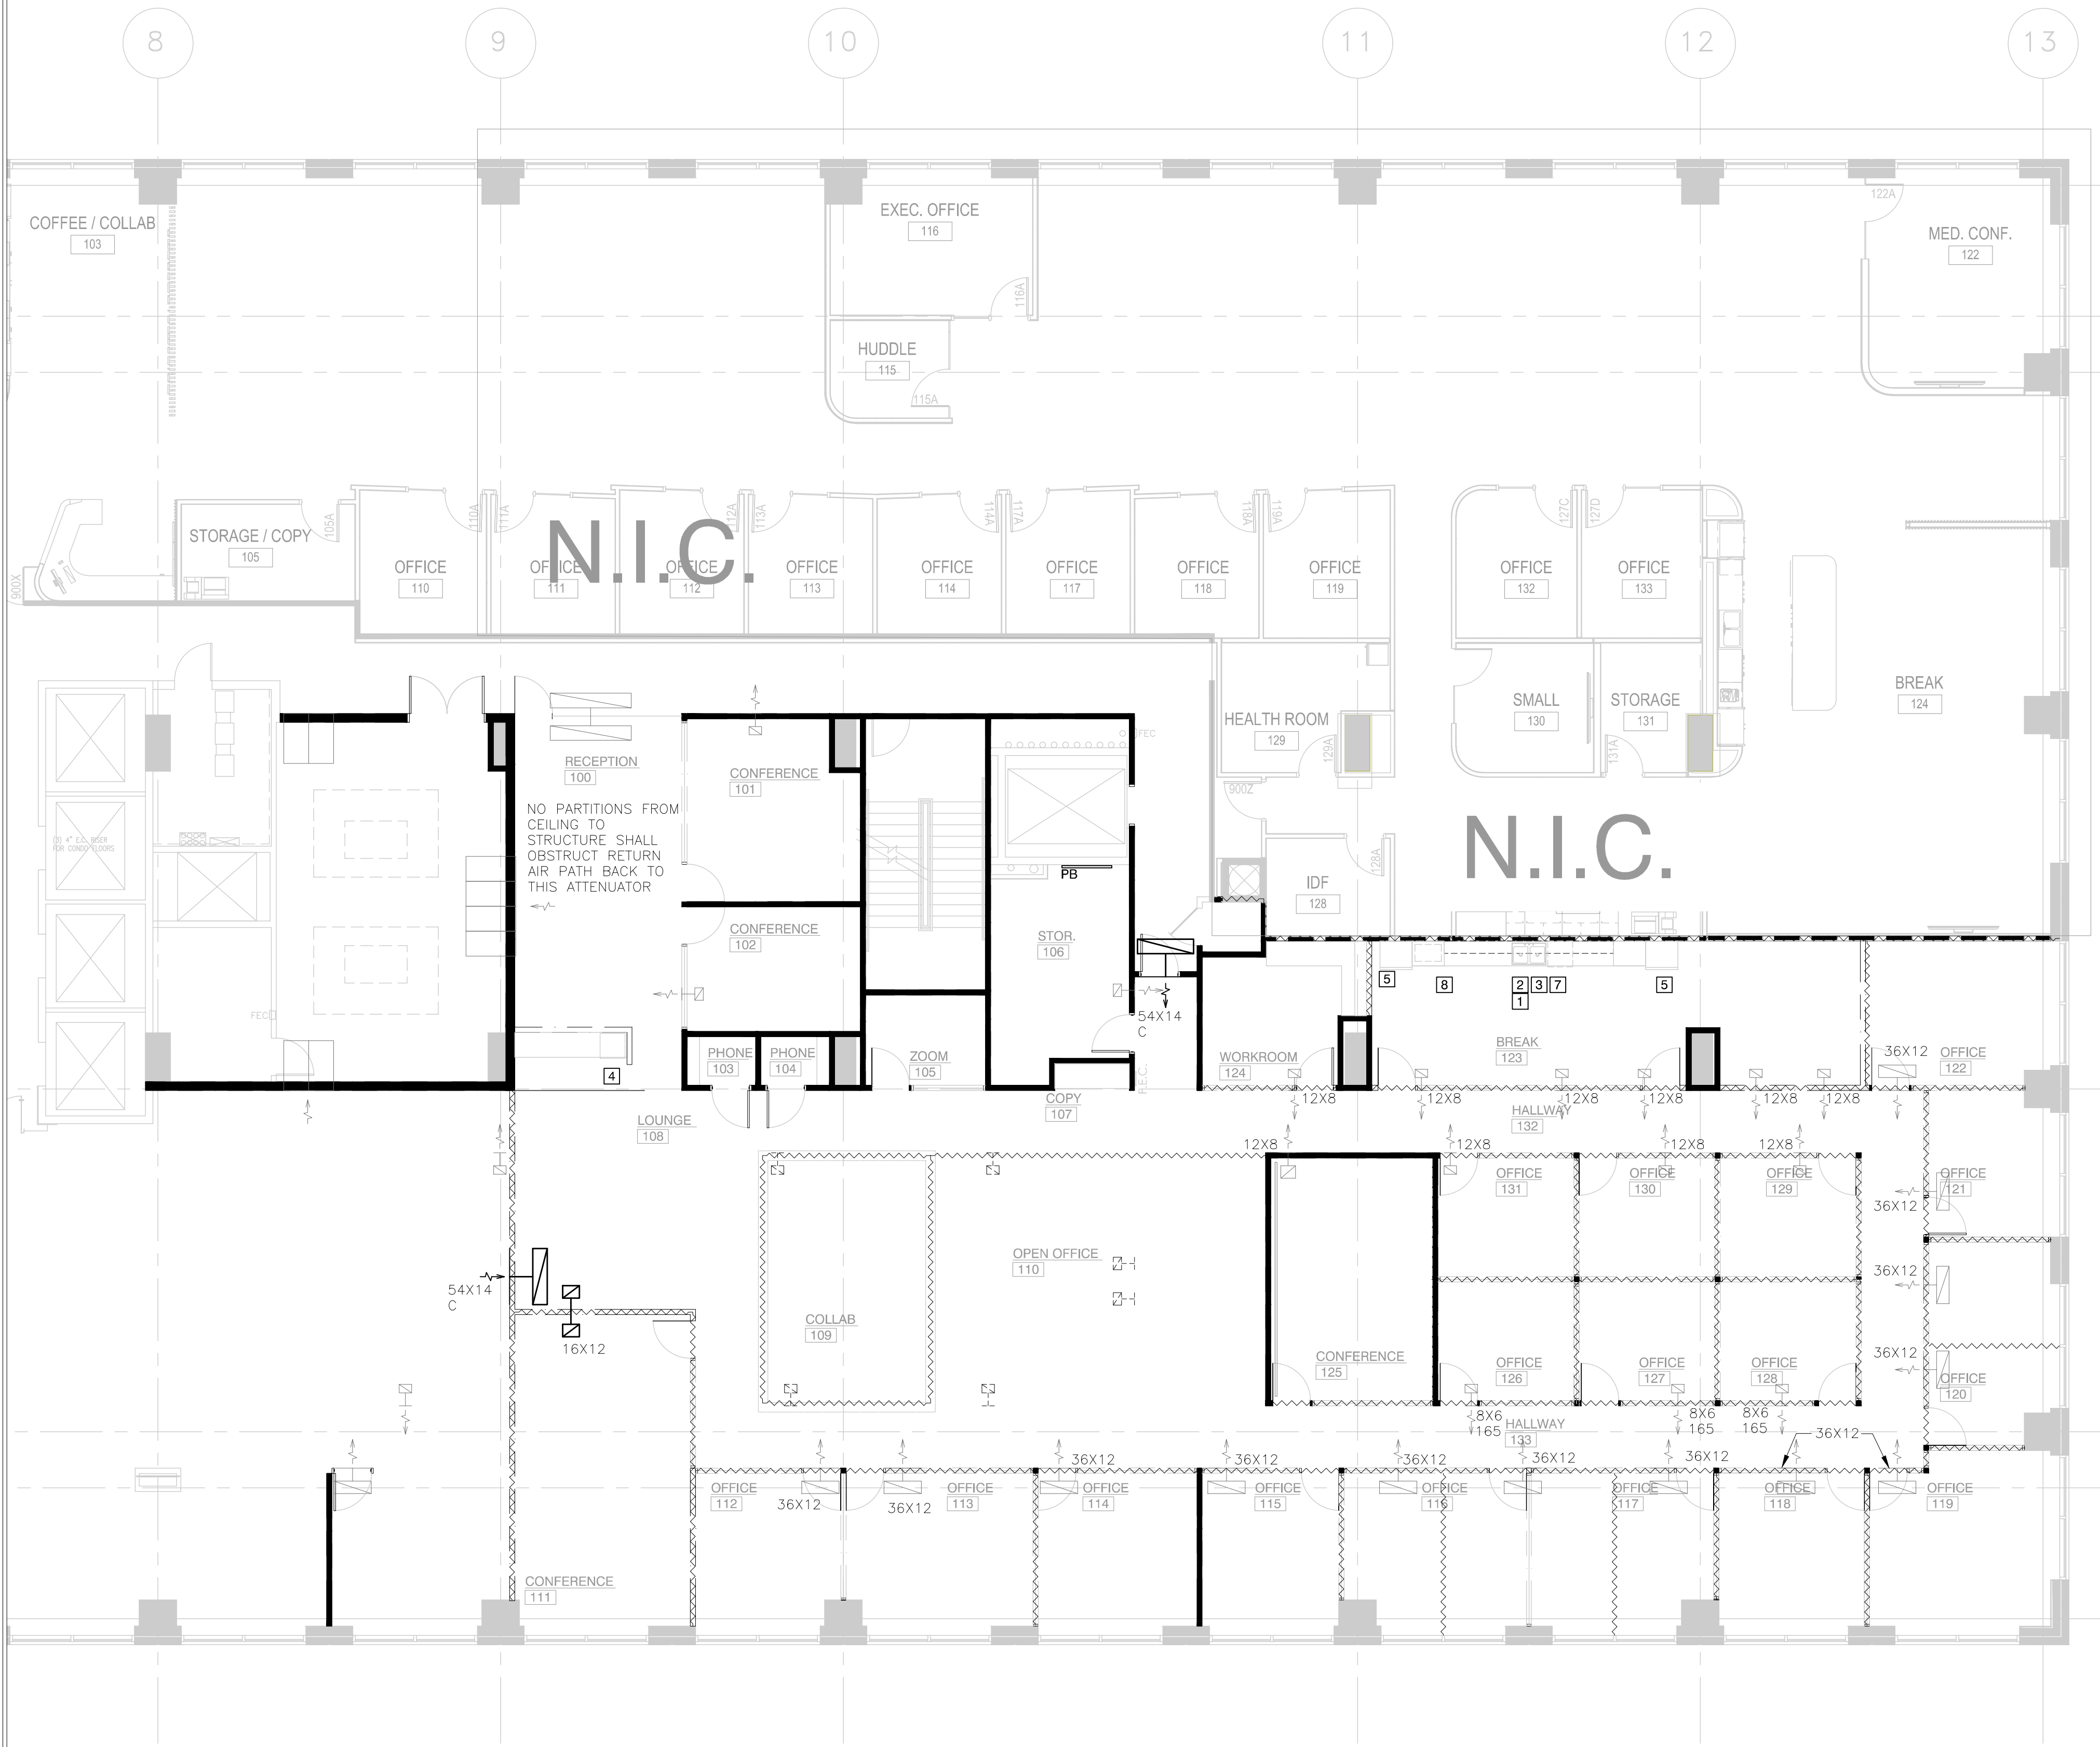 8
9
10
11
12
13
COFFEE / COLLAB
103
EXEC. OFFICE
116
116A
122A
MED. CONF.
122
HUDDLE
115
115A
STORAGE / COPY
105
105A
900X
OFFICE
110
110A
111A
OFFICE
111
OFFICE
112
112A
113A
OFFICE
113
OFFICE
114
114A
117A
OFFICE
117
OFFICE
118
118A
119A
OFFICE
119
N.I.C.
OFFICE
132
127C
127D
OFFICE
133
HEALTH ROOM
129
129A
SMALL
130
STORAGE
131
131A
BREAK
124
900Z
N.I.C.
IDF
128
128A
(3) 4" E.C. RISER
FOR CONDO FLOORS
FEC
RECEPTION
100
NO PARTITIONS FROM
CEILING TO
STRUCTURE SHALL
OBSTRUCT RETURN
AIR PATH BACK TO
THIS ATTENUATOR
CONFERENCE
101
CONFERENCE
102
FEC
PB
STOR.
106
54X14
C
4
PHONE
103
PHONE
104
ZOOM
105
COPY
107
F.E.C.
WORKROOM
124
5
8
2
3
7
1
5
BREAK
123
36X12
OFFICE
122
LOUNGE
108
12X8
12X8
12X8
12X8
12X8
12X8
HALLWAY
132
12X8
12X8
12X8
12X8
OFFICE
131
OFFICE
130
OFFICE
129
OFFICE
121
36X12
54X14
C
16X12
COLLAB
109
OPEN OFFICE
110
36X12
CONFERENCE
125
OFFICE
126
OFFICE
127
OFFICE
128
36X12
OFFICE
120
8X6
165
HALLWAY
133
8X6
165
8X6
165
36X12
36X12
36X12
36X12
36X12
36X12
OFFICE
112
36X12
36X12
OFFICE
113
OFFICE
114
OFFICE
115
OFFICE
116
OFFICE
117
OFFICE
118
OFFICE
119
CONFERENCE
111